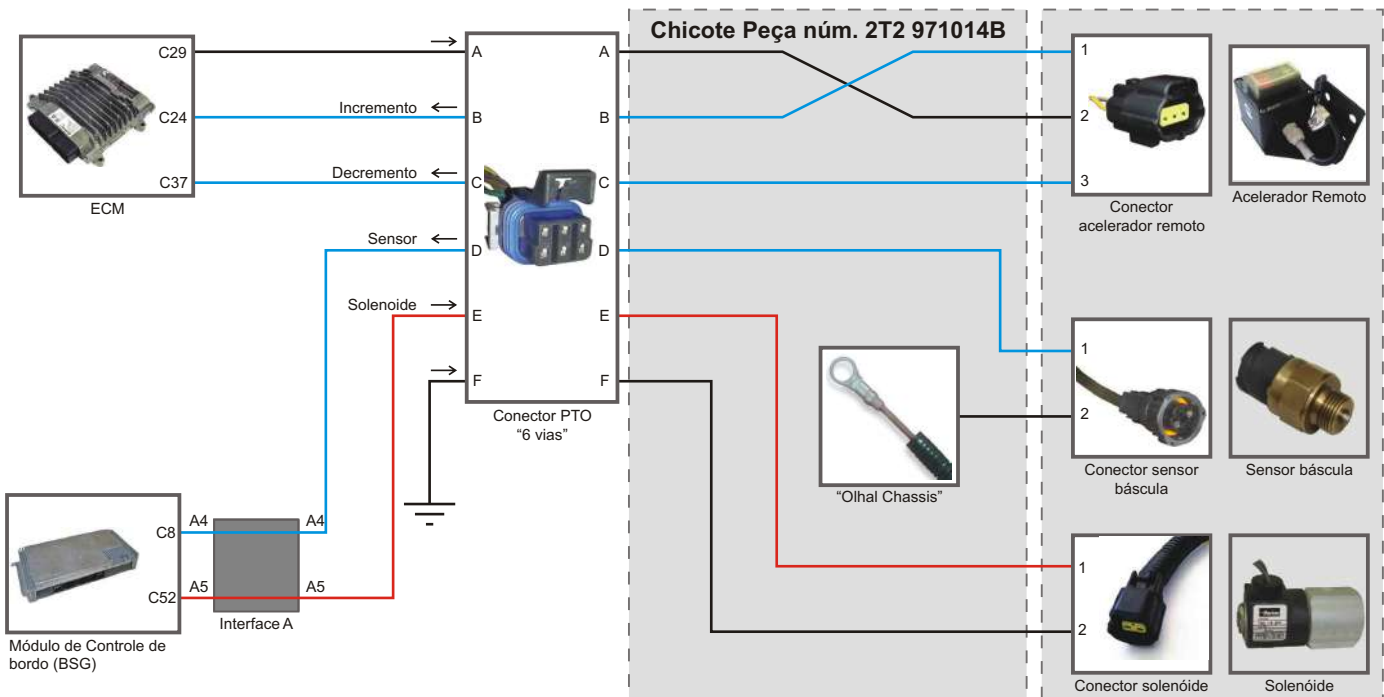 Chicote Peça núm. 2T2 971014B
C29
C24
C37
ECM
Incremento
Decremento
Sensor
Solenoide
A
B
C
D
E
F
A
B
C
D
E
F
Conector PTO
“6 vias”
1
2
3
Conector
acelerador remoto
Acelerador Remoto
1
2
Conector sensor
báscula
Sensor báscula
“Olhal Chassis”
C8
C52
A4
A4
A5
A5
Interface A
Módulo de Controle de
bordo (BSG)
1
2
Conector solenóide
Solenóide